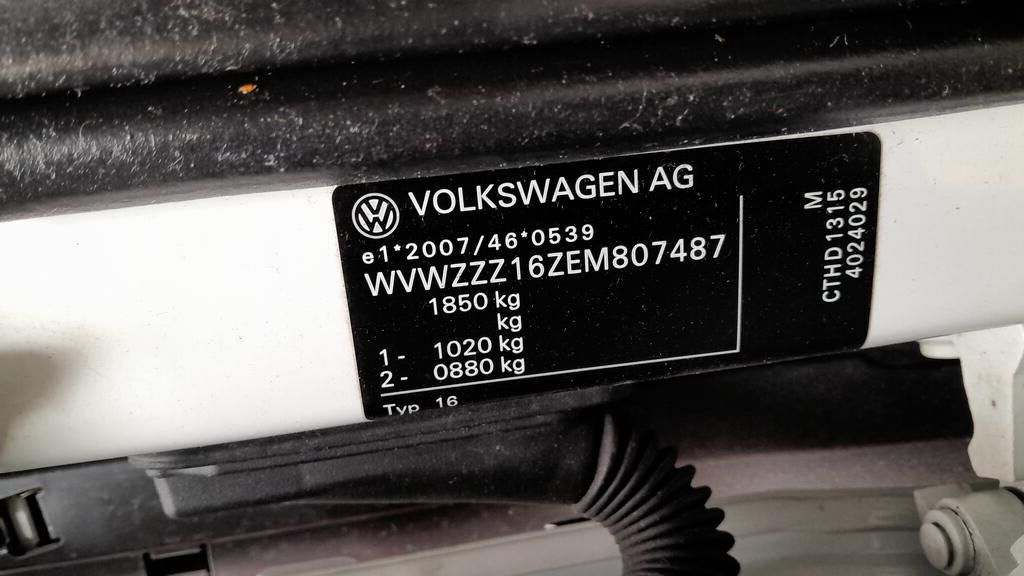 VOLKSWAGEN AG
e1*2007/46*0539
WVWZZZ16ZEM807487
1850 kg
kg
1- 1020 kg
2- 0880 kg
Typ 16
M
CTHD1315
4024029